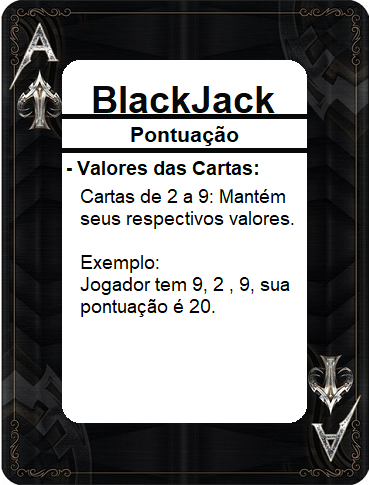 A
BlackJack
Pontuação
- Valores das Cartas:
Cartas de 2 a 9: Mantém
seus respectivos valores.
Exemplo:
Jogador tem 9, 2 , 9, sua
pontuação é 20.
A